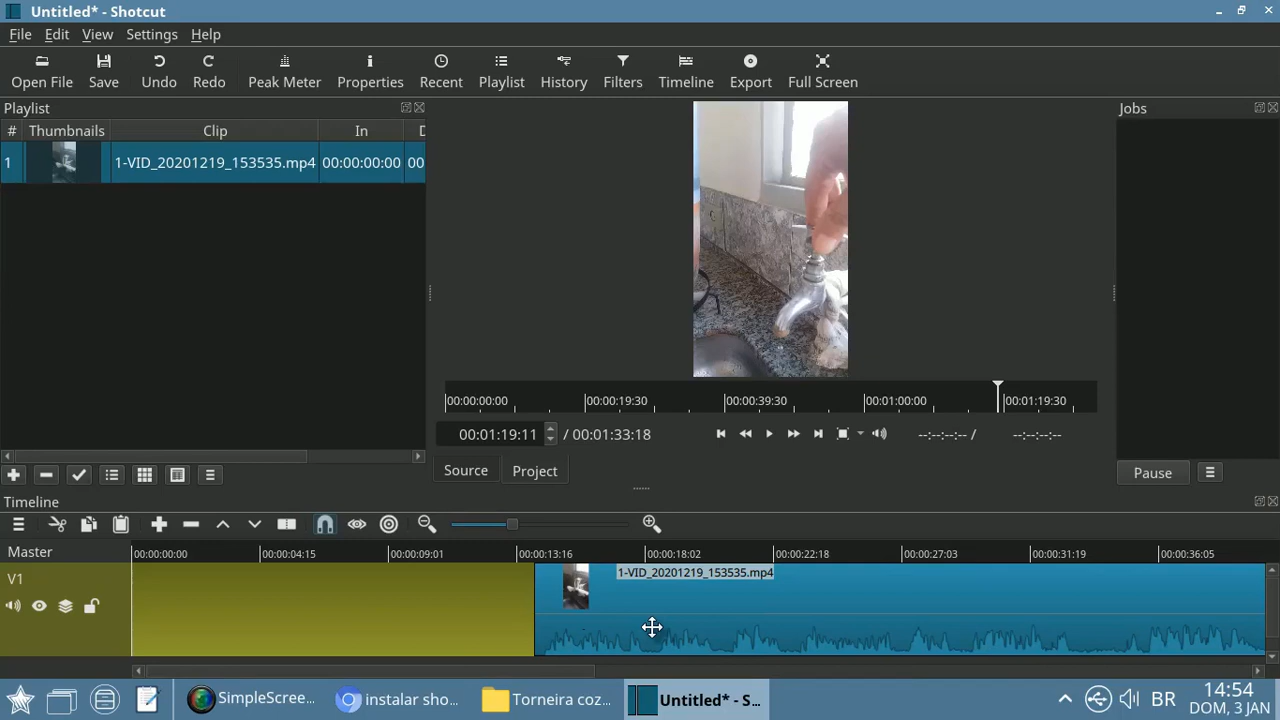 Untitled* - Shotcut
File Edit View Settings Help
Open File Save Undo Redo Peak Meter Properties Recent Playlist History Filters Timeline Export Full Screen
Playlist
Jobs
# Thumbnails Clip In D
1 1-VID_20201219_153535.mp4 00:00:00:00 00
00:00:00:00 00:00:19:30 00:00:39:30 00:01:00:00 00:01:19:30
00:01:19:11 / 00:01:33:18 --:--:--:-- / --:--:--:--
Source Project
Pause
Timeline
Master 00:00:00:00 00:00:04:15 00:00:09:01 00:00:13:16 00:00:18:02 00:00:22:18 00:00:27:03 00:00:31:19 00:00:36:05
V1 1-VID_20201219_153535.mp4
SimpleScree... instalar sho... Torneira coz... Untitled* - S... BR 14:54
DOM, 3 JAN